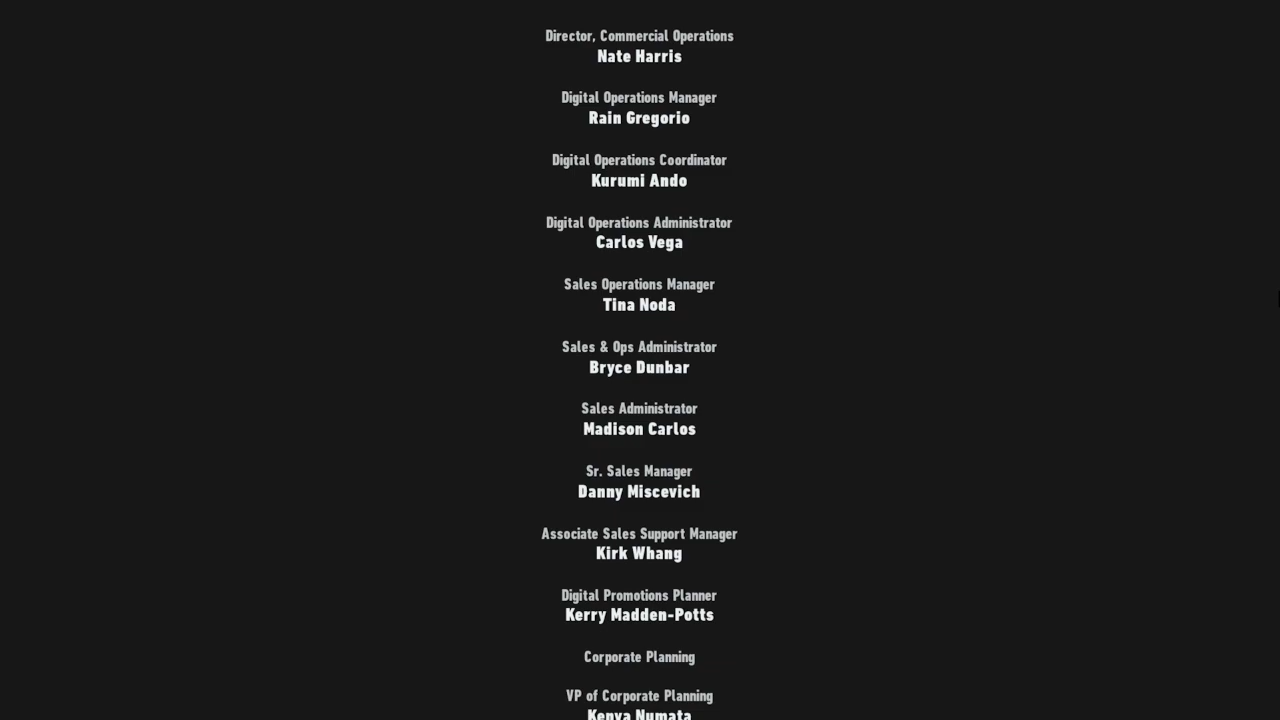 Director, Commercial Operations
Nate Harris
Digital Operations Manager
Rain Gregorio
Digital Operations Coordinator
Kurumi Ando
Digital Operations Administrator
Carlos Vega
Sales Operations Manager
Tina Noda
Sales & Ops Administrator
Bryce Dunbar
Sales Administrator
Madison Carlos
Sr. Sales Manager
Danny Miscevich
Associate Sales Support Manager
Kirk Whang
Digital Promotions Planner
Kerry Madden-Potts
Corporate Planning
VP of Corporate Planning
Kenya Numata